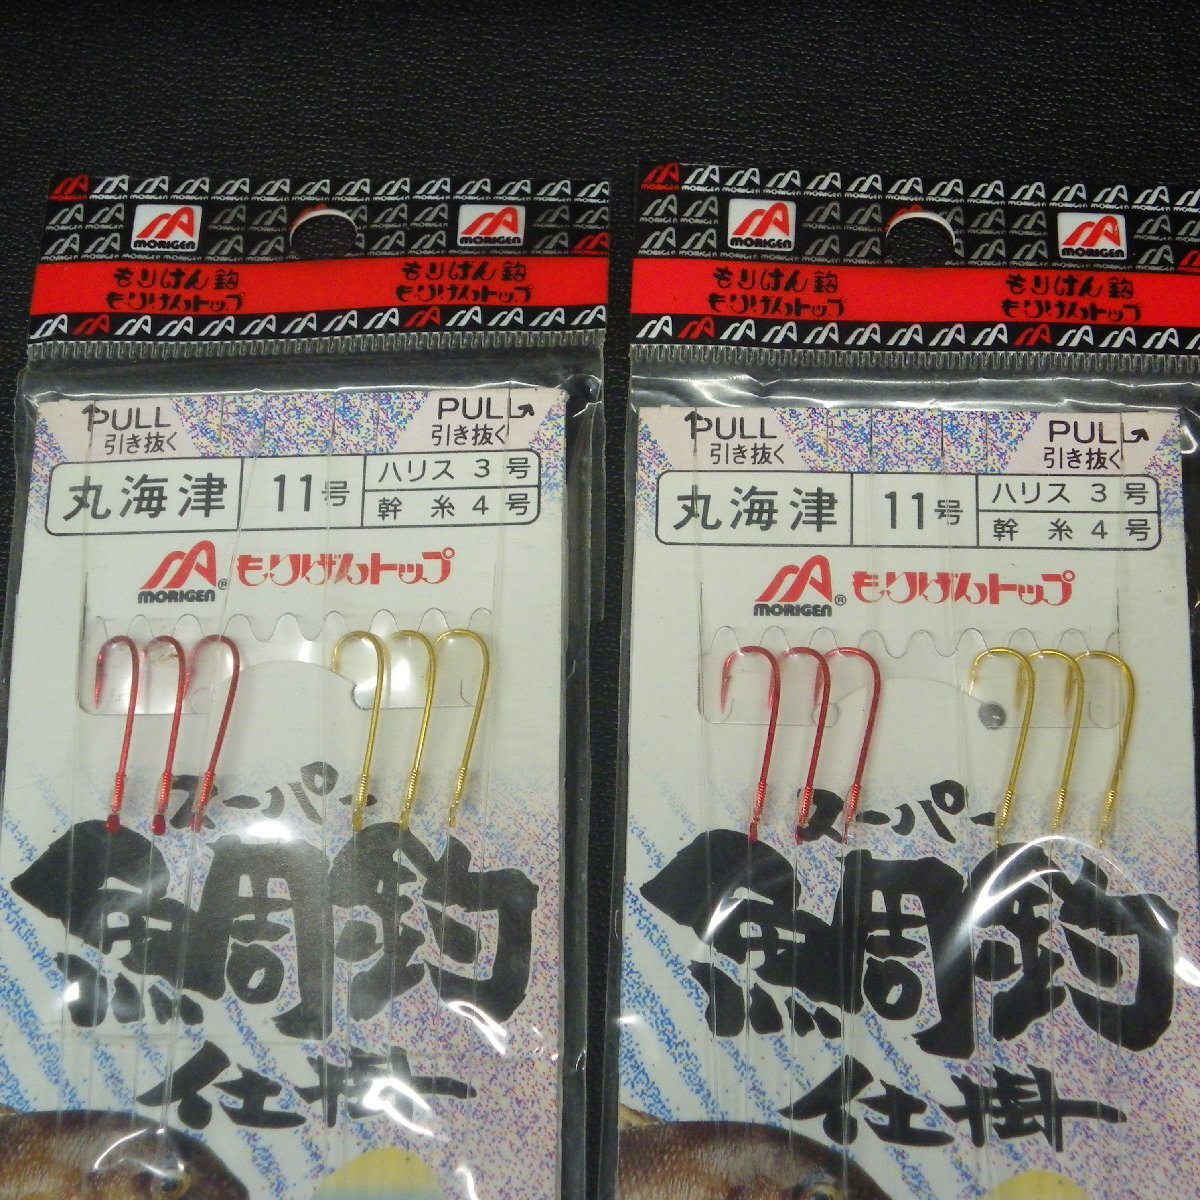 MORIGEN
MORIGEN
もりげん鈎
もりげんトップ
もりげん鈎
もりげんトップ
PULL
引き抜く
PULL
引き抜く
丸海津
11号
ハリス 3号
幹糸 4号
MORIGEN® もりげんトップ
スーパー
鯛釣
仕掛
MORIGEN
MORIGEN
もりげん鈎
もりげんトップ
もりげん鈎
もりげんトップ
PULL
引き抜く
PULL
引き抜く
丸海津
11号
ハリス 3号
幹糸 4号
MORIGEN® もりげんトップ
スーパー
鯛釣
仕掛